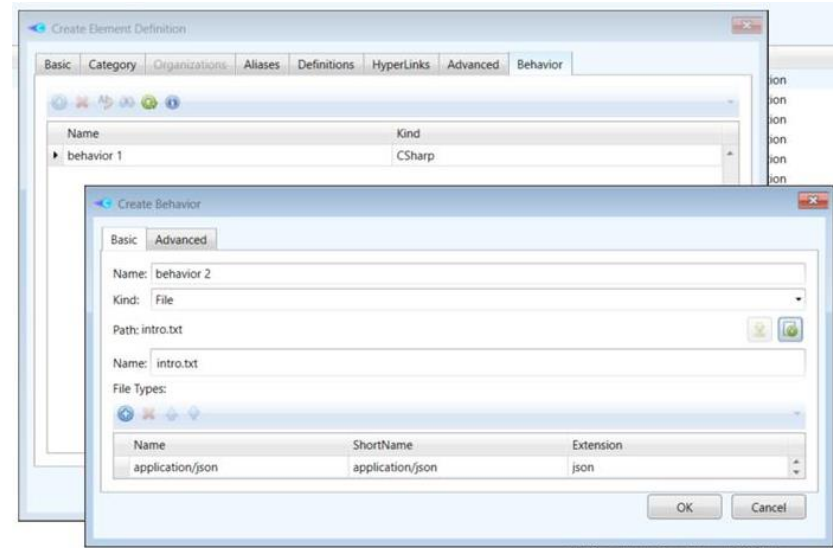 Create Element Definition
Basic Category Organizations Aliases Definitions HyperLinks Advanced Behavior
ion
ion
ion
Name Kind
ion
behavior 1 CSharp
ion
ion
Create Behavior
Basic Advanced
Name: behavior 2
Kind: File
Path: intro.txt
Name: intro.txt
File Types:
Name ShortName Extension
application/json application/json json
OK Cancel